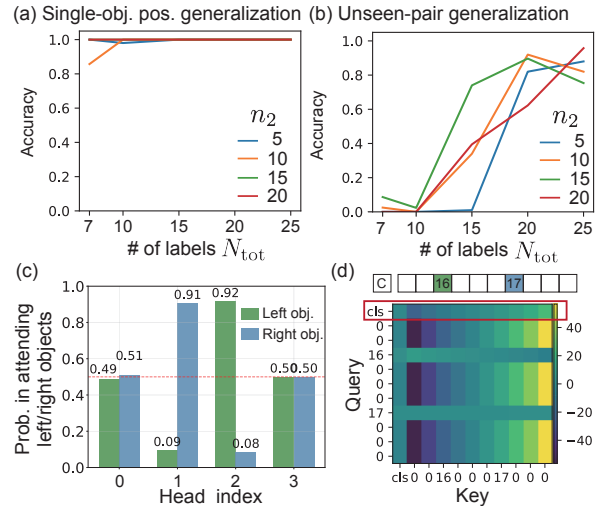 (a) Single-obj. pos. generalization
Accuracy
1.0
0.8
0.6
0.4
0.2
0.0
n₂
5
10
15
20
7 10 15 20 25
# of labels N_tot
(b) Unseen-pair generalization
Accuracy
1.0
0.8
0.6
0.4
0.2
0.0
n₂
5
10
15
20
7 10 15 20 25
# of labels N_tot
(c)
Prob. in attending
left/right objects
1.0
0.8
0.6
0.4
0.2
0.0
Left obj.
Right obj.
0.49 0.51
0.09 0.91
0.92 0.08
0.50 0.50
0 1 2 3
Head index
(d)
C 16 17
Query
cls
0
0
16
0
0
17
0
0
0
cls 0 0 16 0 0 17 0 0 0
Key
40
20
0
−20
−40